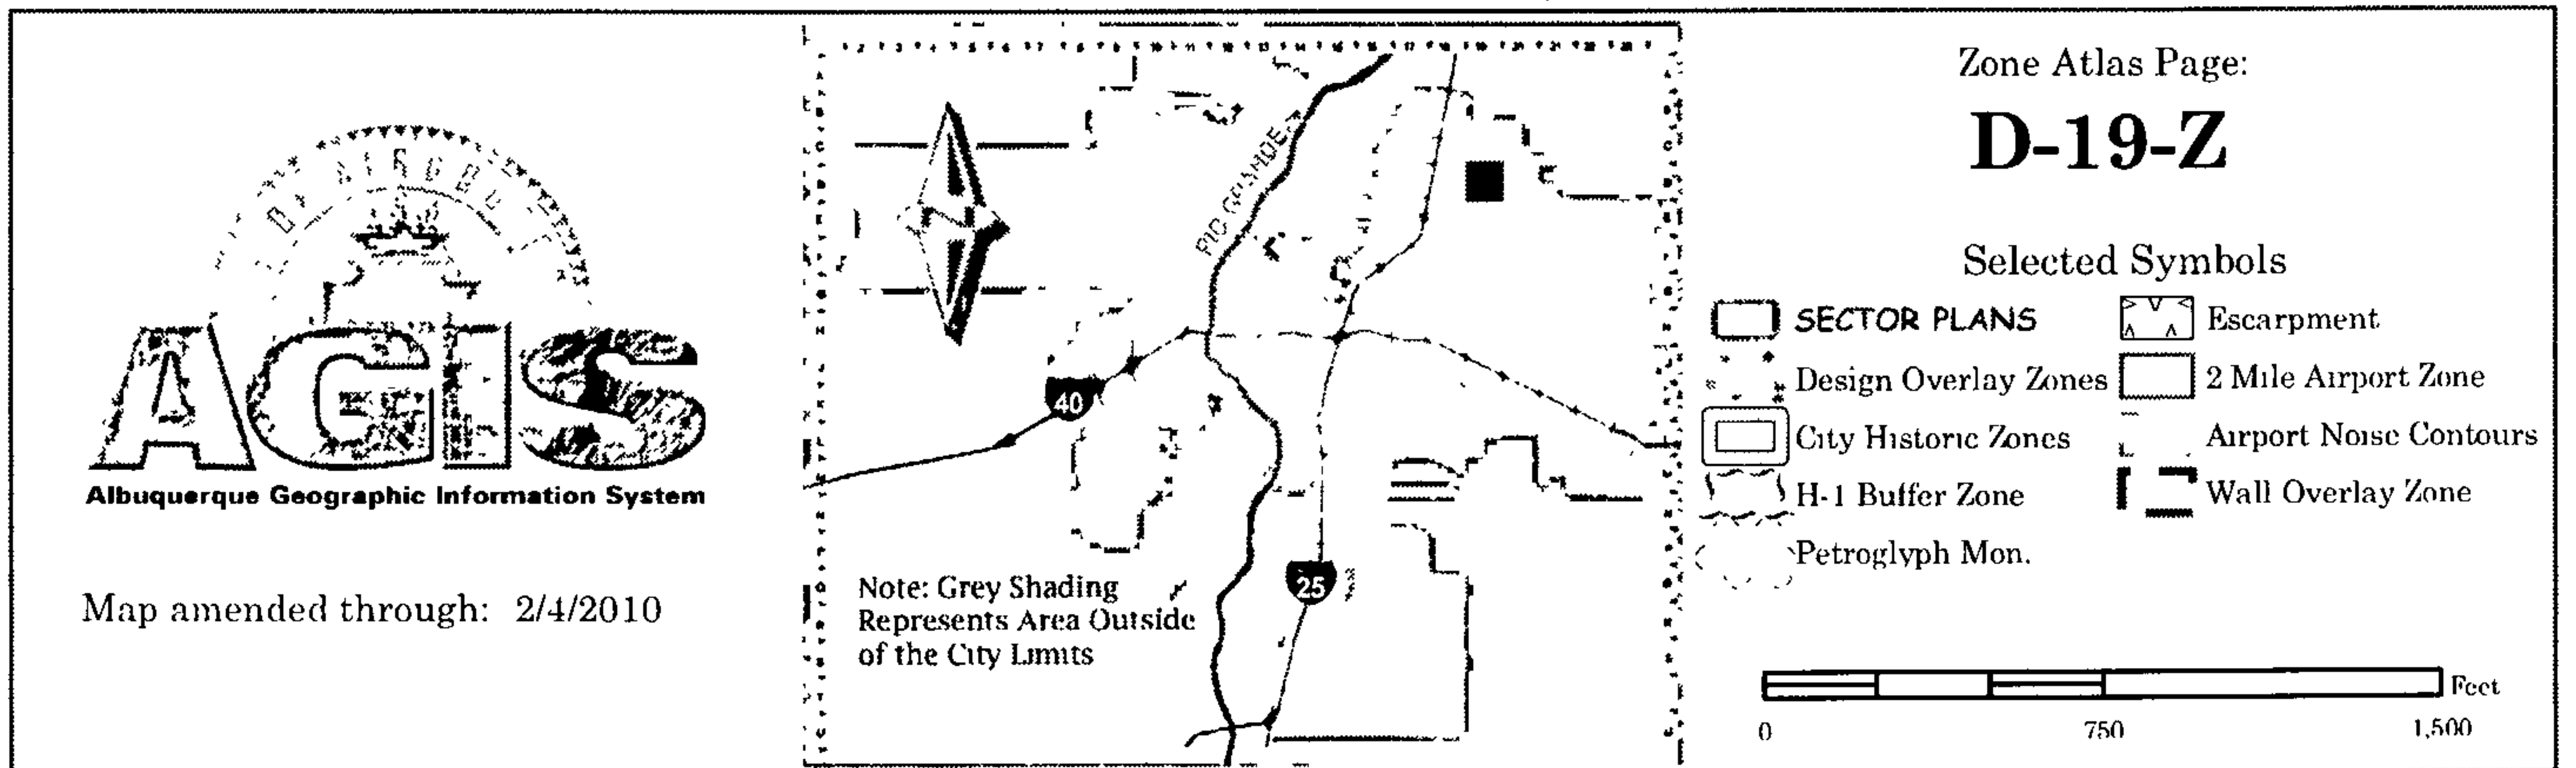 AGIS
Albuquerque Geographic Information System
Map amended through: 2/4/2010
40
25
Note: Grey Shading
Represents Area Outside
of the City Limits
Zone Atlas Page:
D-19-Z
Selected Symbols
SECTOR PLANS
Design Overlay Zones
City Historic Zones
H-1 Buffer Zone
Petroglyph Mon.
Escarpment
2 Mile Airport Zone
Airport Noise Contours
Wall Overlay Zone
Feet
0 750 1,500